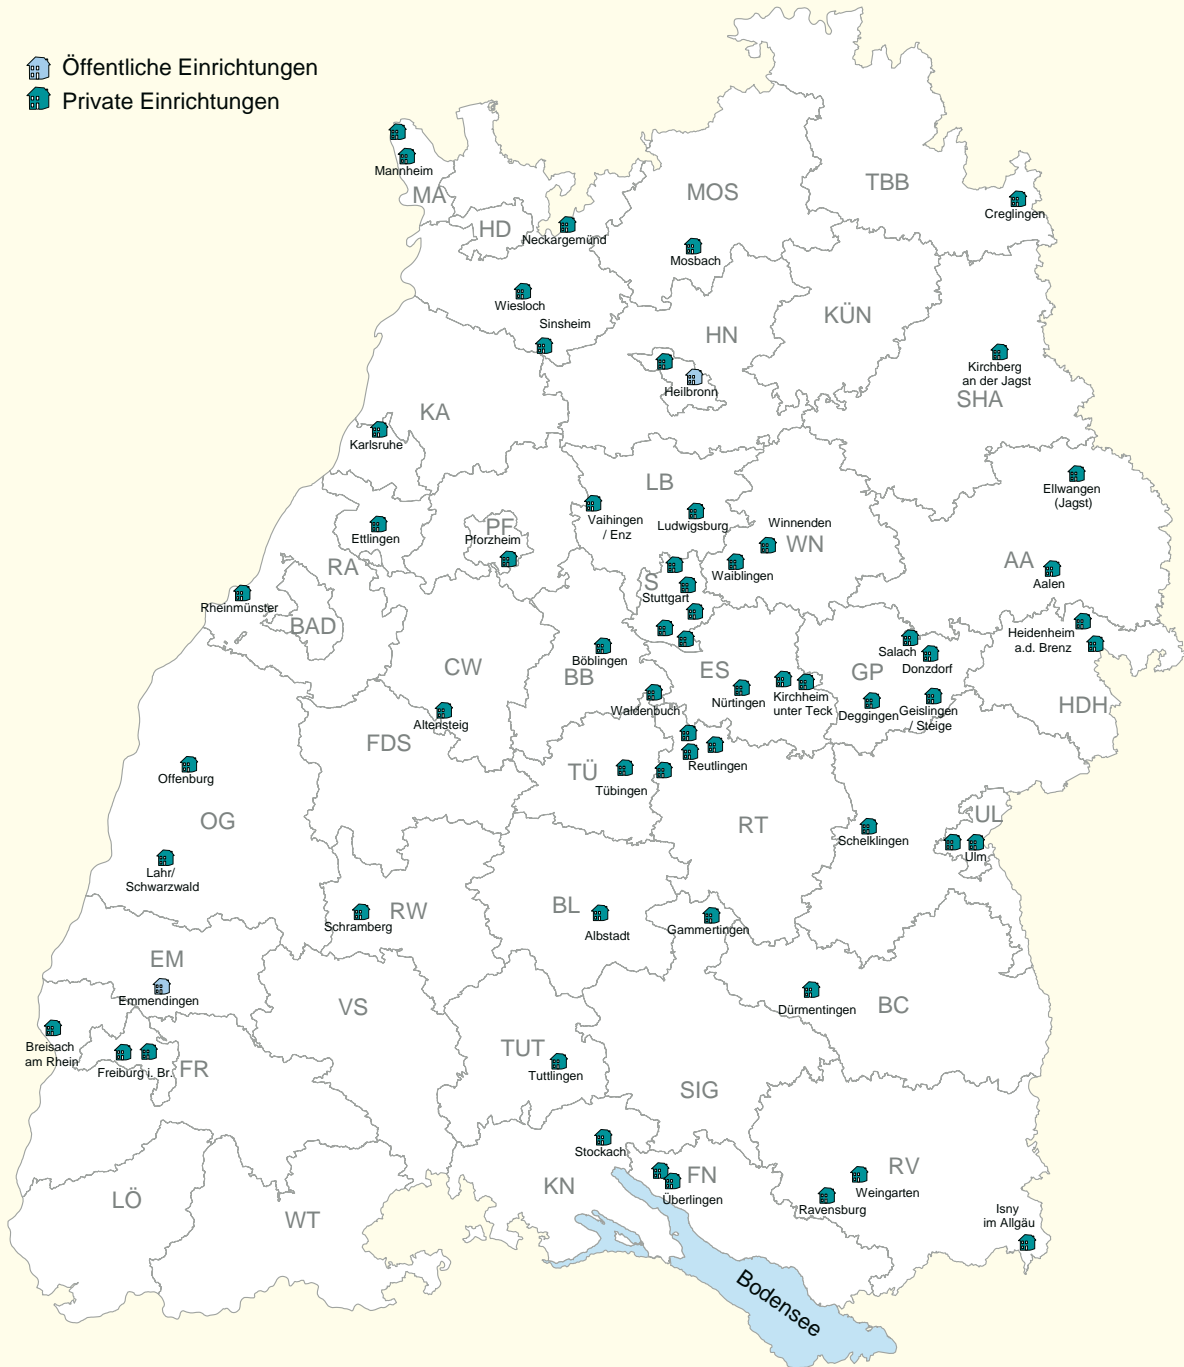 Öffentliche Einrichtungen
Private Einrichtungen
Mannheim
MA
HD
Neckargemünd
MOS
Mosbach
TBB
Creglingen
Wiesloch
Sinsheim
HN
Heilbronn
KÜN
Kirchberg
an der Jagst
SHA
KA
Karlsruhe
LB
Vaihingen
/ Enz
Ludwigsburg
Winnenden
WN
Waiblingen
Ellwangen
(Jagst)
AA
Aalen
Ettlingen
PF
Pforzheim
RA
Rheinmünster
BAD
S
Stuttgart
Heidenheim
a.d. Brenz
HDH
CW
Altensteig
Böblingen
BB
Waldenbuch
ES
Nürtingen
Kirchheim
unter Teck
Salach
Donzdorf
GP
Deggingen
Geislingen
/ Steige
FDS
Offenburg
OG
Lahr/
Schwarzwald
TÜ
Tübingen
Reutlingen
RT
Schelklingen
UL
Ulm
Schramberg
RW
BL
Albstadt
Gammertingen
EM
Emmendingen
VS
Dürmentingen
BC
Breisach
am Rhein
Freiburg i. Br.
FR
TUT
Tuttlingen
SIG
Stockach
KN
FN
Überlingen
RV
Weingarten
Ravensburg
Isny
im Allgäu
LÖ
WT
Bodensee